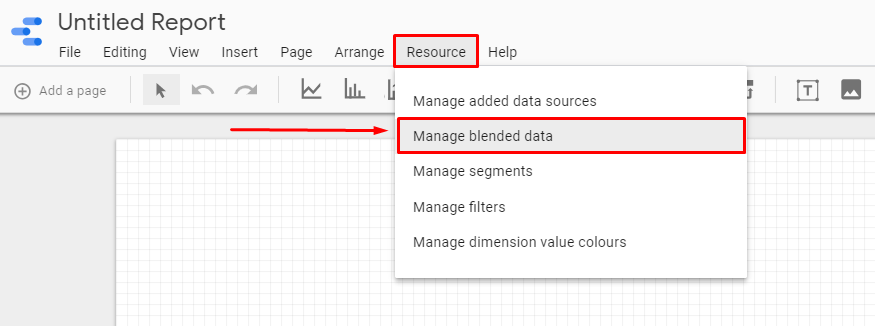 Untitled Report
File Editing View Insert Page Arrange Resource Help
Add a page
T
Manage added data sources
Manage blended data
Manage segments
Manage filters
Manage dimension value colours